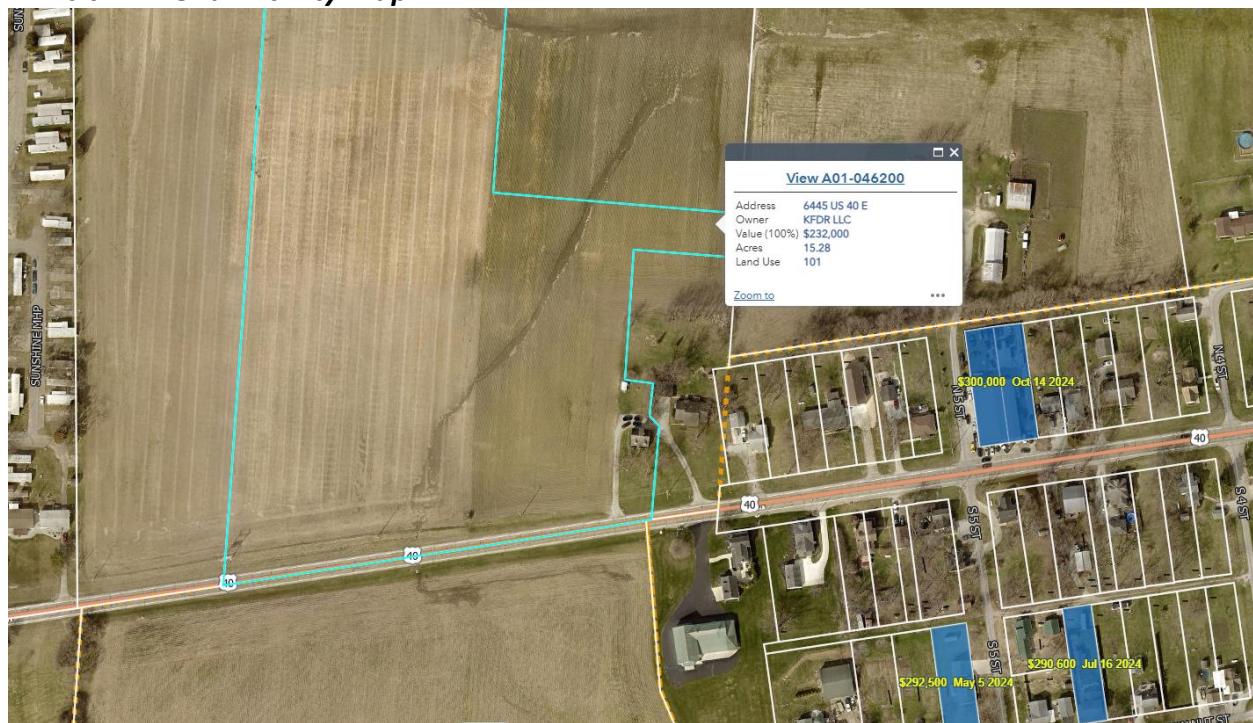 View A01-046200
Address 6445 US 40 E
Owner KFDR LLC
Value (100%) $232,000
Acres 15.28
Land Use 101
Zoom to
SUNSHINE MHP
N 4 ST
$300,000 Oct 14 2024
N 5 ST
40
40
40
40
S 4 ST
S 5 ST
S 5 ST
$290,600 Jul 16 2024
$292,500 May 5 2024